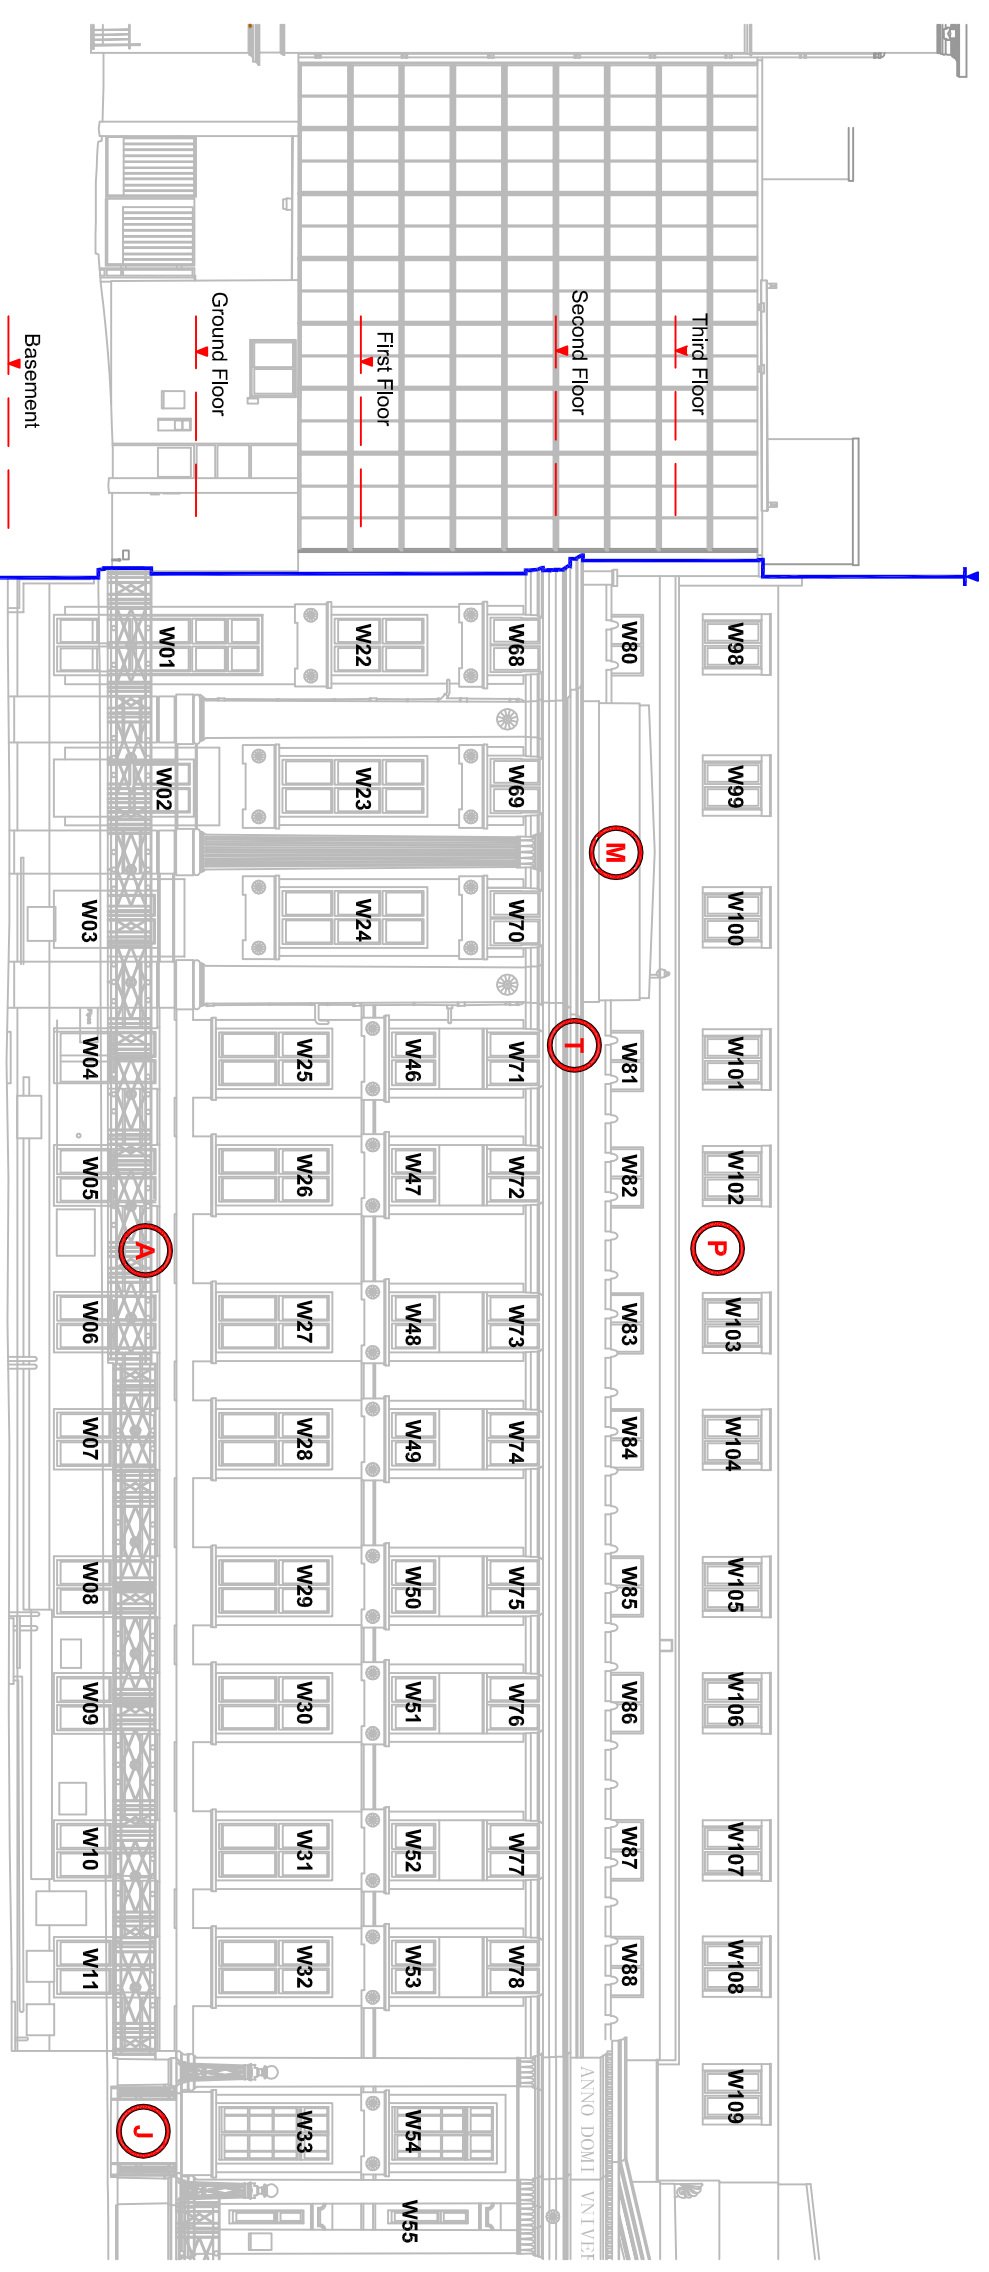 Third Floor
Second Floor
First Floor
Ground Floor
Basement
W98 W99 W100 W101 W102 W103 W104 W105 W106 W107 W108 W109
P
W80 W81 W82 W83 W84 W85 W86 W87 W88
M
T
ANNO DOMI VNIVER
W68 W69 W70 W71 W72 W73 W74 W75 W76 W77 W78
W46 W47 W48 W49 W50 W51 W52 W53 W54 W55
W22 W23 W24
W25 W26 W27 W28 W29 W30 W31 W32 W33
W01 W02
A
J
W03 W04 W05 W06 W07 W08 W09 W10 W11